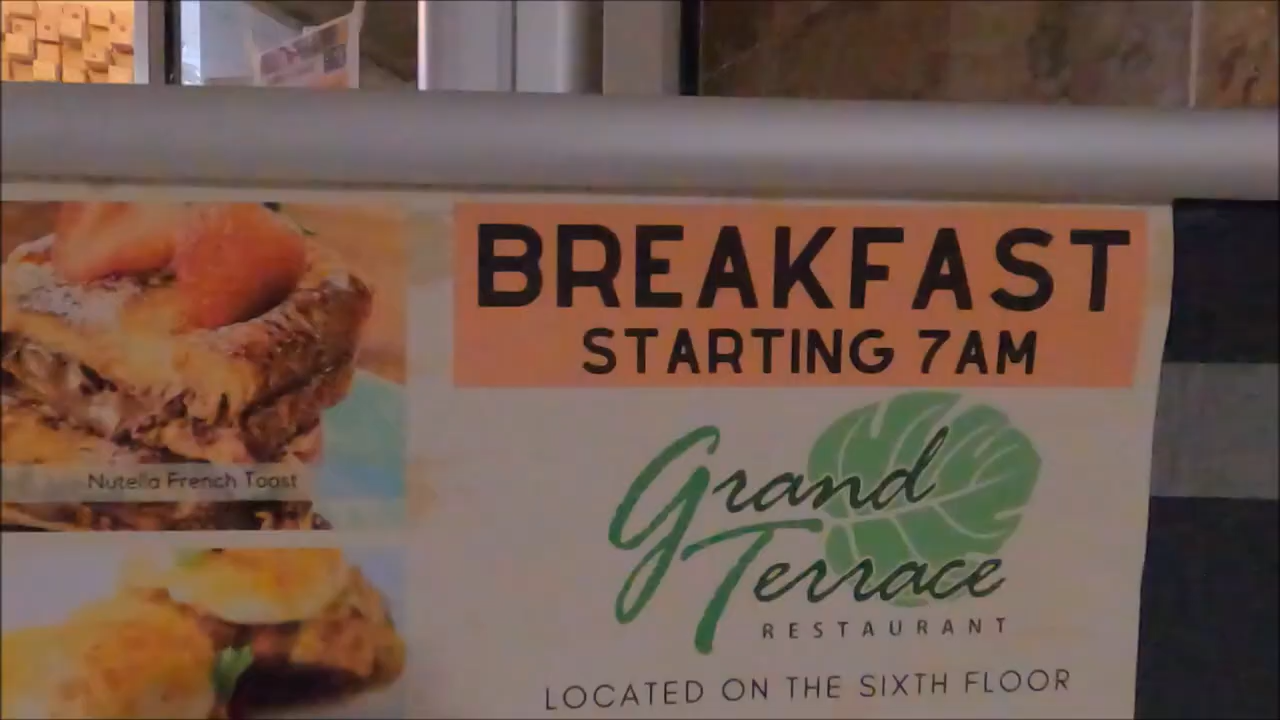 BREAKFAST
STARTING 7AM
Nutella French Toast
Grand
Terrace
RESTAURANT
LOCATED ON THE SIXTH FLOOR